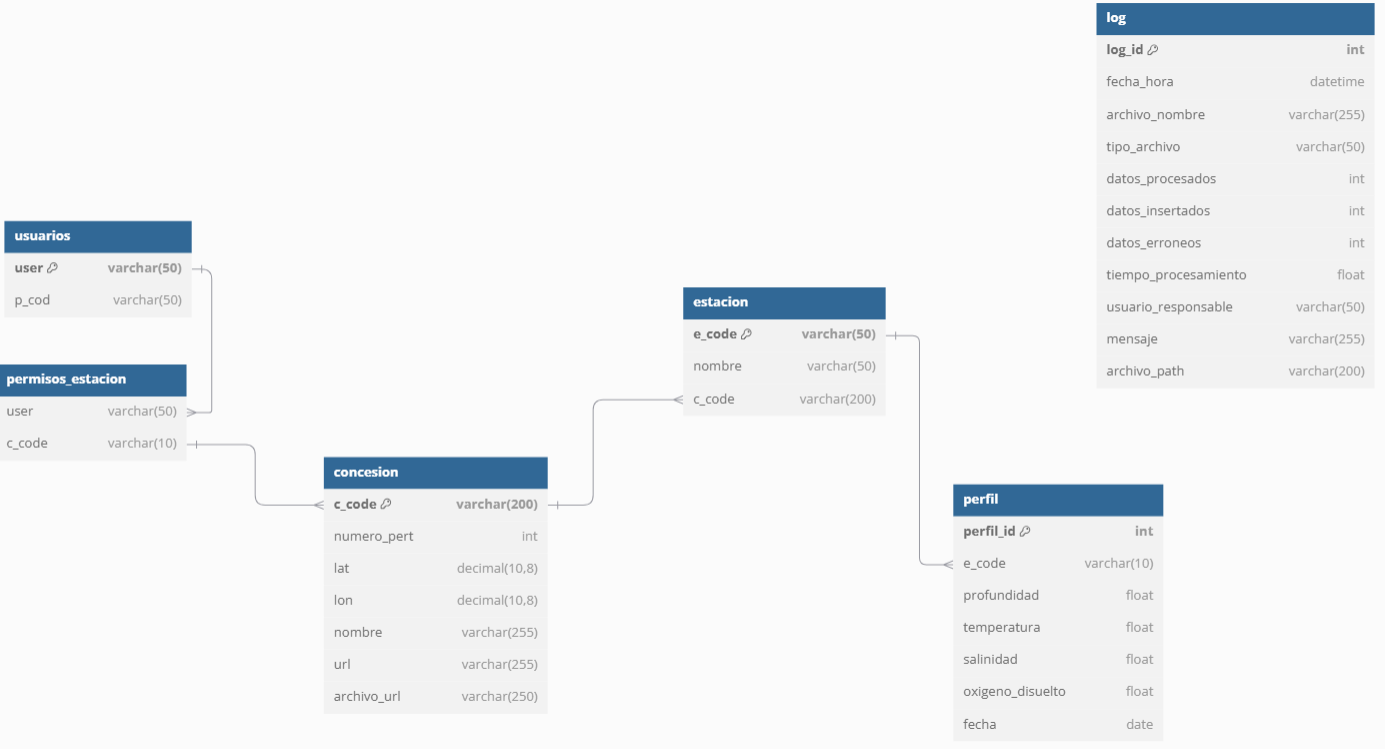 log
log_id int
fecha_hora datetime
archivo_nombre varchar(255)
tipo_archivo varchar(50)
datos_procesados int
datos_insertados int
datos_erroneos int
tiempo_procesamiento float
usuario_responsable varchar(50)
mensaje varchar(255)
archivo_path varchar(200)
usuarios
user varchar(50)
p_cod varchar(50)
permisos_estacion
user varchar(50)
c_code varchar(10)
concesion
c_code varchar(200)
numero_pert int
lat decimal(10,8)
lon decimal(10,8)
nombre varchar(255)
url varchar(255)
archivo_url varchar(250)
estacion
e_code varchar(50)
nombre varchar(50)
c_code varchar(200)
perfil
perfil_id int
e_code varchar(10)
profundidad float
temperatura float
salinidad float
oxigeno_disuelto float
fecha date